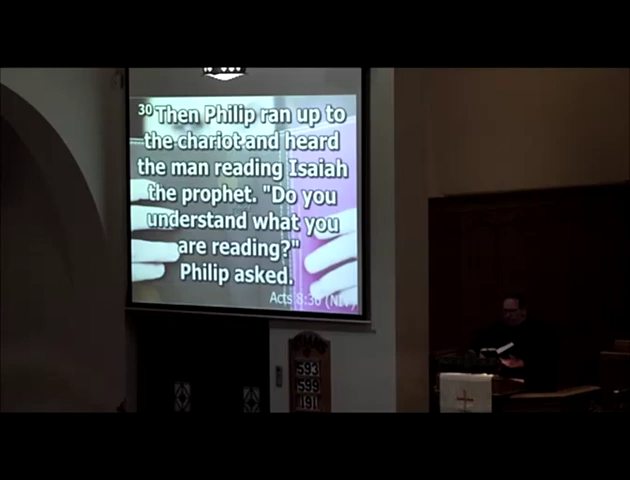 30 Then Philip ran up to
the chariot and heard
the man reading Isaiah
the prophet. "Do you
understand what you
are reading?"
Philip asked.
Acts 8:30 (NIV)
593
599
191